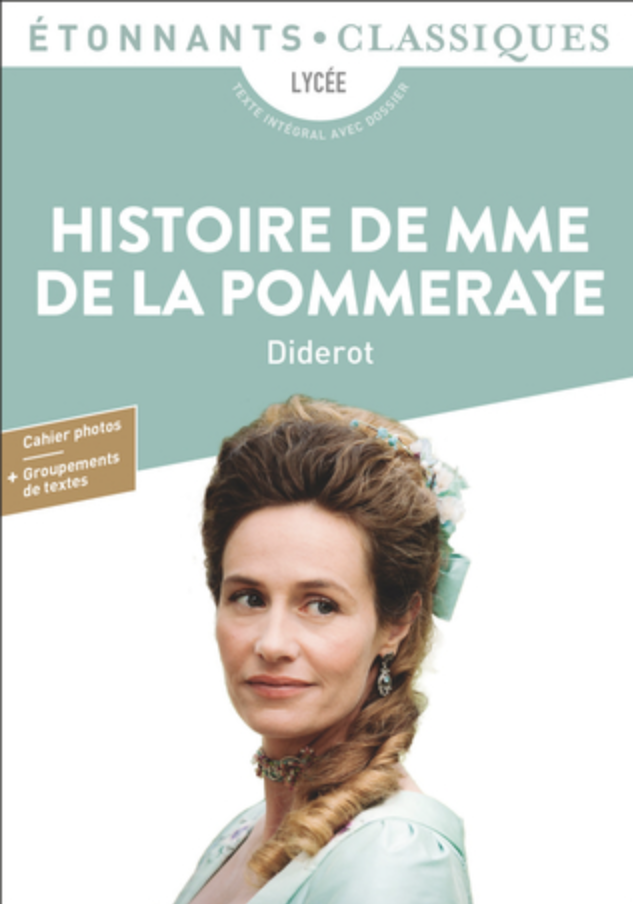 ÉTONNANTS • CLASSIQUES
LYCÉE
TEXTE INTÉGRAL AVEC DOSSIER
HISTOIRE DE MME
DE LA POMMERAYE
Diderot
Cahier photos
+ Groupements
de textes